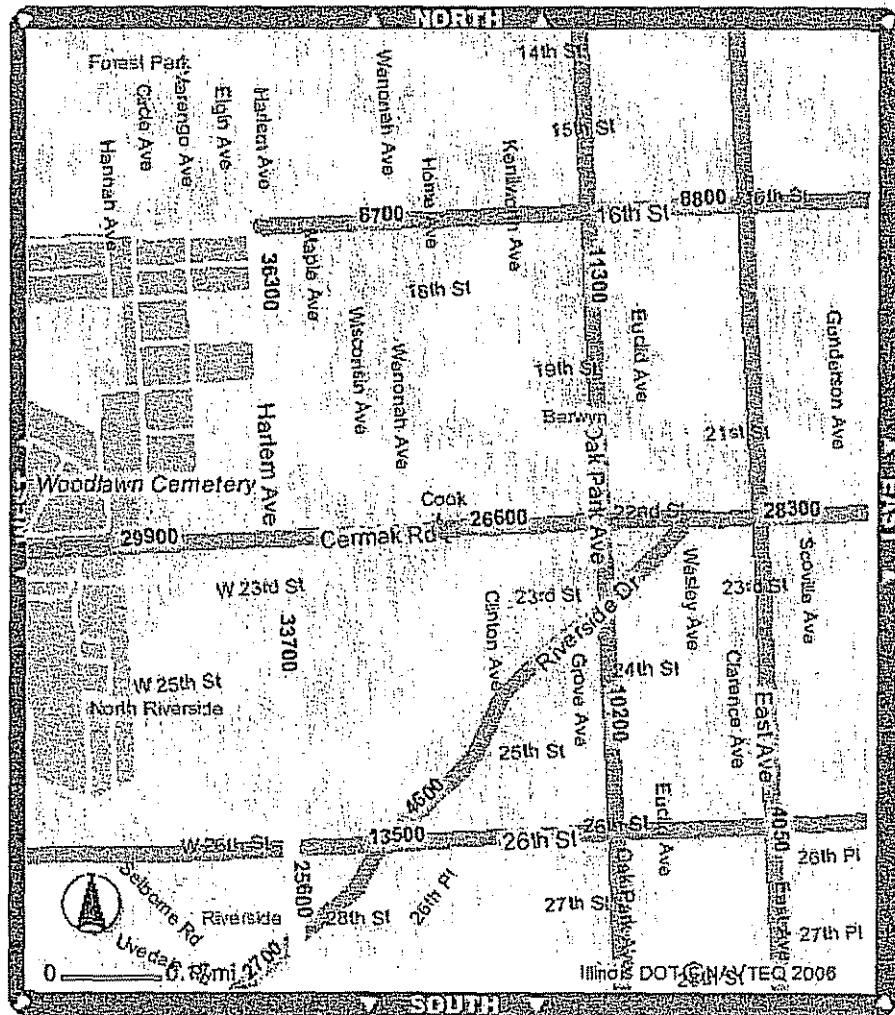 NORTH
14th St
Forest Park
Circle Ave
Marengo Ave
Elgin Ave
Harlem Ave
Wenonah Ave
15th St
Hannah Ave
Home Ave
Kenilworth Ave
6700
16th St
8800
16th St
Maple Ave
36300
11300
18th St
Wisconsin Ave
Wenonah Ave
Euclid Ave
Gunderson Ave
19th St
Berwyn
21st St
Harlem Ave
Oak Park Ave
Woodlawn Cemetery
Cook
22nd St
28300
26600
29900
Cermak Rd
W 23rd St
23rd St
Riverside Dr
Wesley Ave
23rd St
Scoville Ave
33700
Clinton Ave
Grove Ave
24th St
Clarence Ave
W 25th St
North Riverside
10200
East Ave
25th St
4600
Euclid Ave
4050
W 26th St
13500
26th St
26th St
26th Pl
25600
Selborne Rd
26th Pl
Oak Park Ave
East Ave
Riverside
28th St
27th St
27th Pl
2700
0
mi
Illinois DOT © NAVTEQ 2006
SOUTH